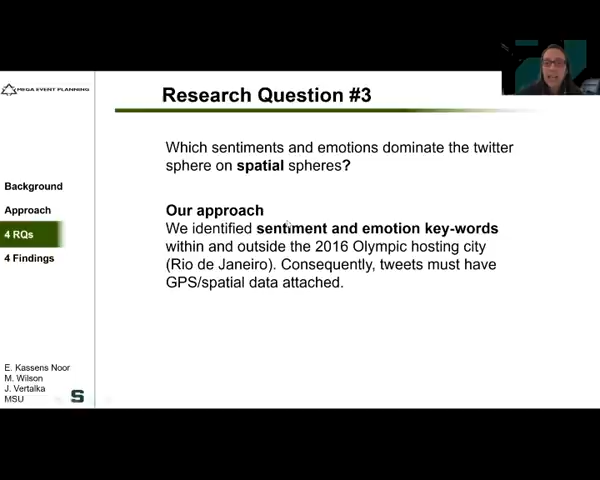 MEGA EVENT PLANNING
Research Question #3
Which sentiments and emotions dominate the twitter
sphere on spatial spheres?
Background
Approach
4 RQs
4 Findings
Our approach
We identified sentiment and emotion key-words
within and outside the 2016 Olympic hosting city
(Rio de Janeiro). Consequently, tweets must have
GPS/spatial data attached.
E. Kassens Noor
M. Wilson
J. Vertalka
MSU
S